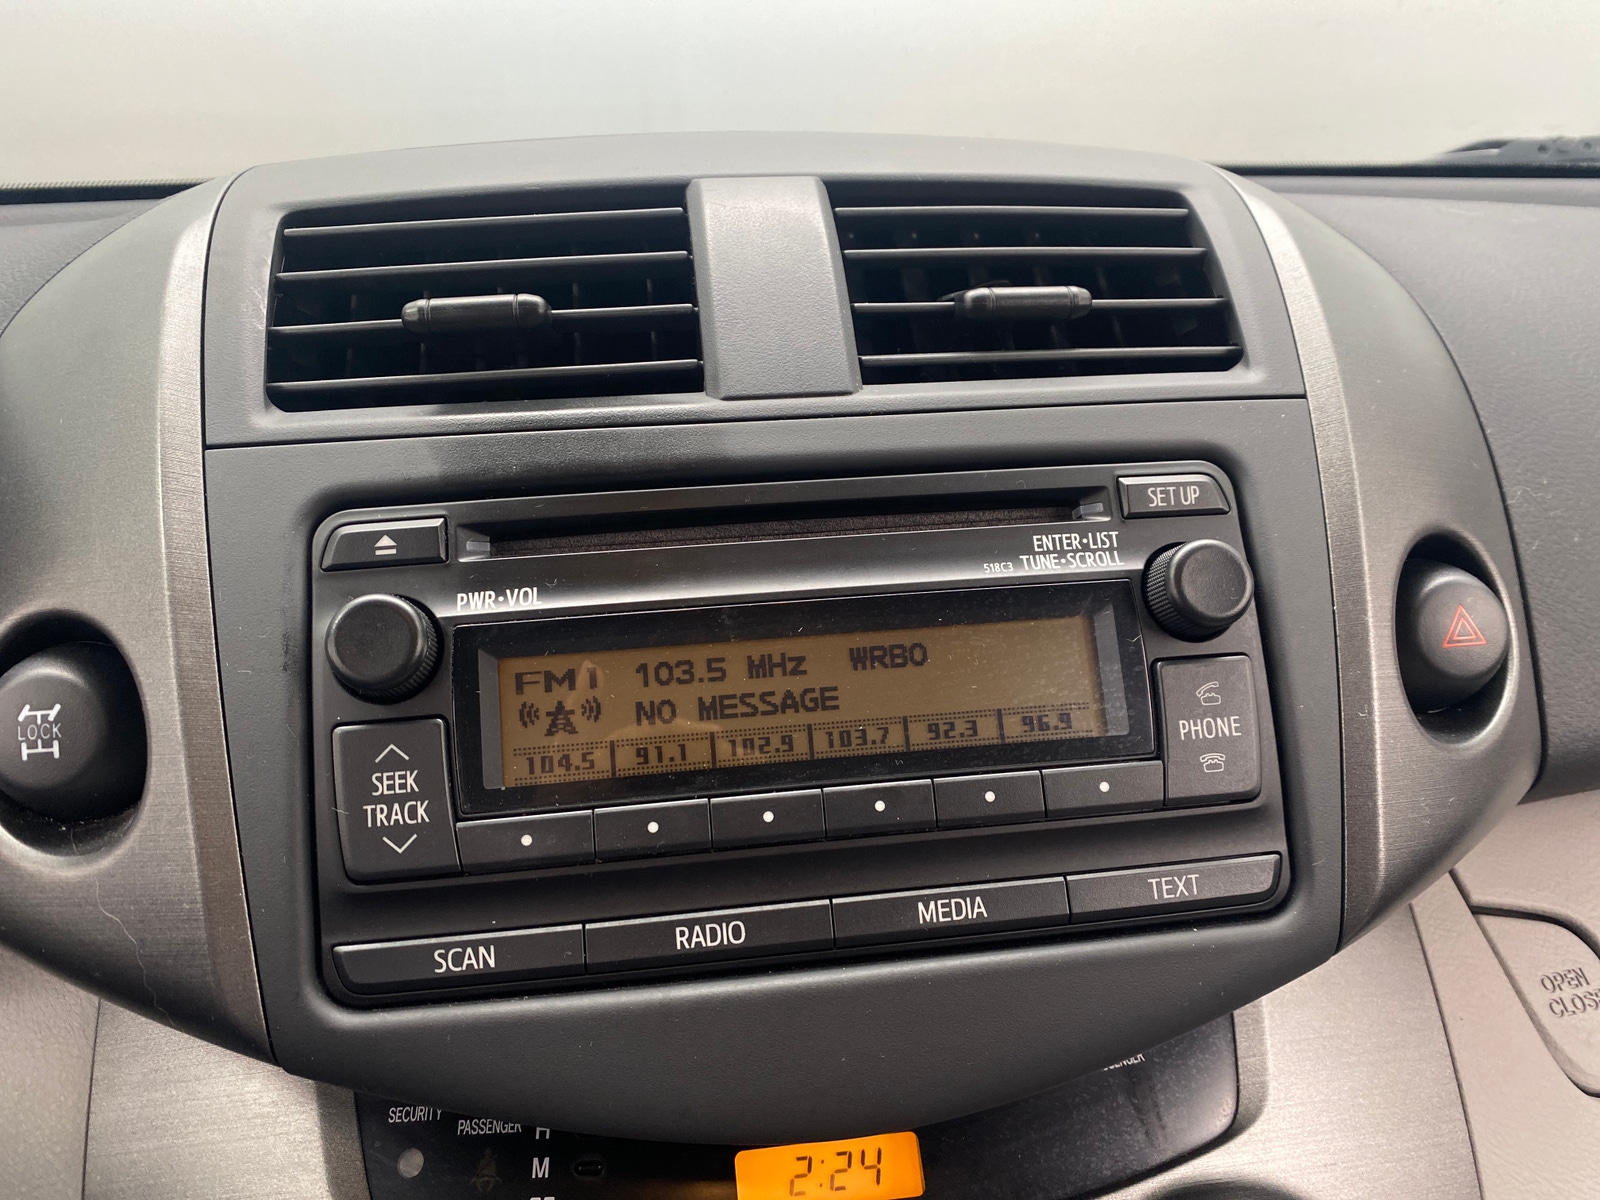 SET UP
ENTER•LIST
518C3 TUNE•SCROLL
PWR•VOL
FM1 103.5 MHz WRBO
NO MESSAGE
104.5 91.1 102.9 103.7 92.3 96.9
LOCK
SEEK
TRACK
PHONE
SCAN RADIO MEDIA TEXT
OPEN
SECURITY
PASSENGER
H
M
2:24